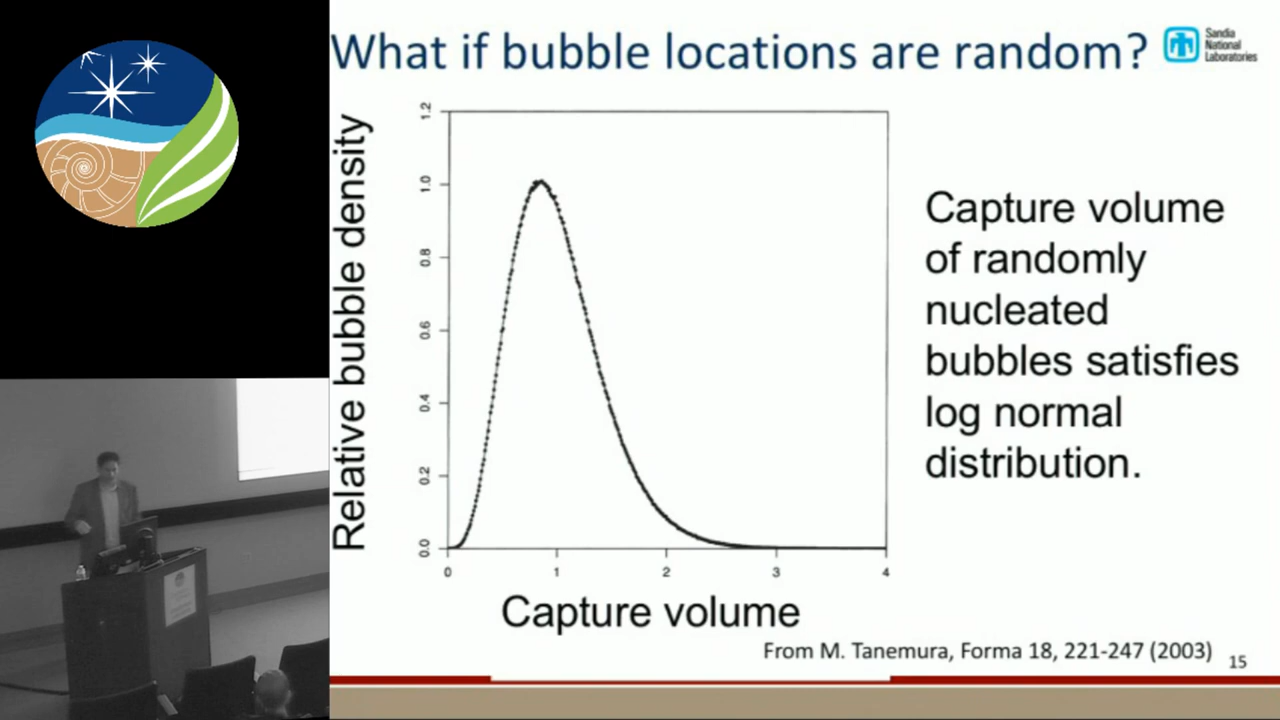 What if bubble locations are random?
Sandia
National
Laboratories
Relative bubble density
1.2
1.0
0.8
0.6
0.4
0.2
0.0
0 1 2 3 4
Capture volume
Capture volume
of randomly
nucleated
bubbles satisfies
log normal
distribution.
From M. Tanemura, Forma 18, 221-247 (2003)
15